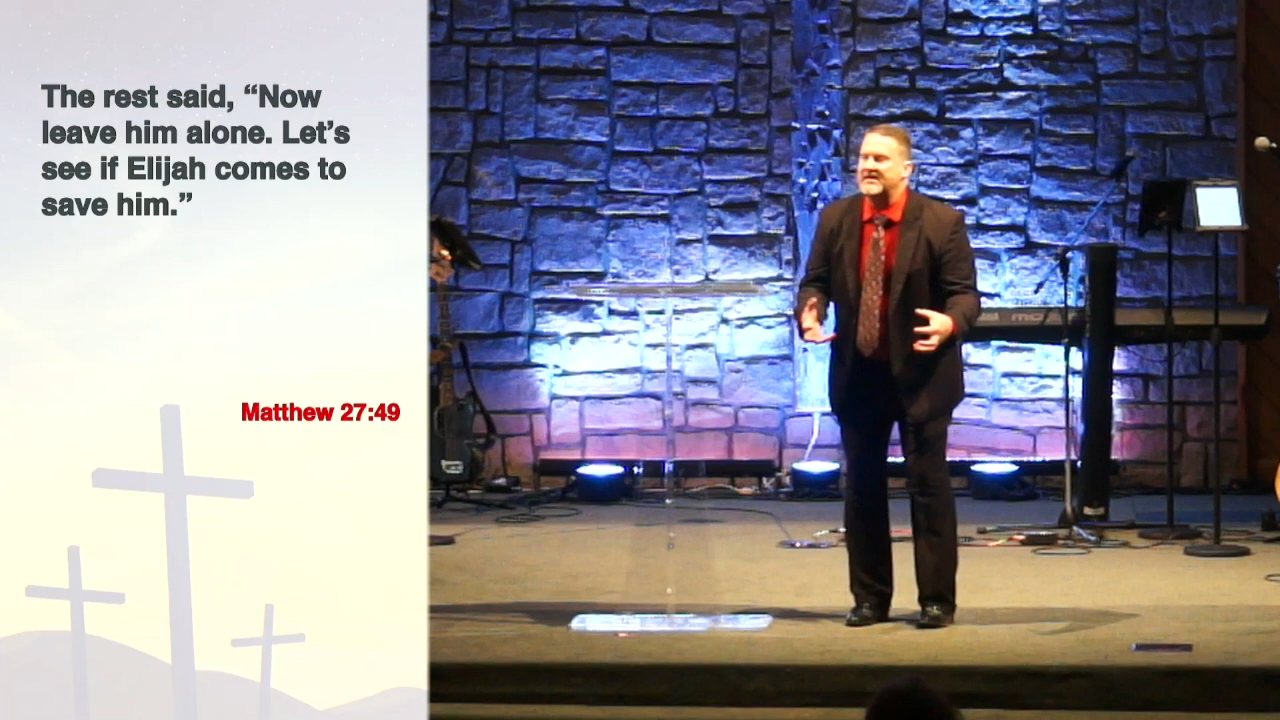 The rest said, “Now
leave him alone. Let’s
see if Elijah comes to
save him.”
Matthew 27:49